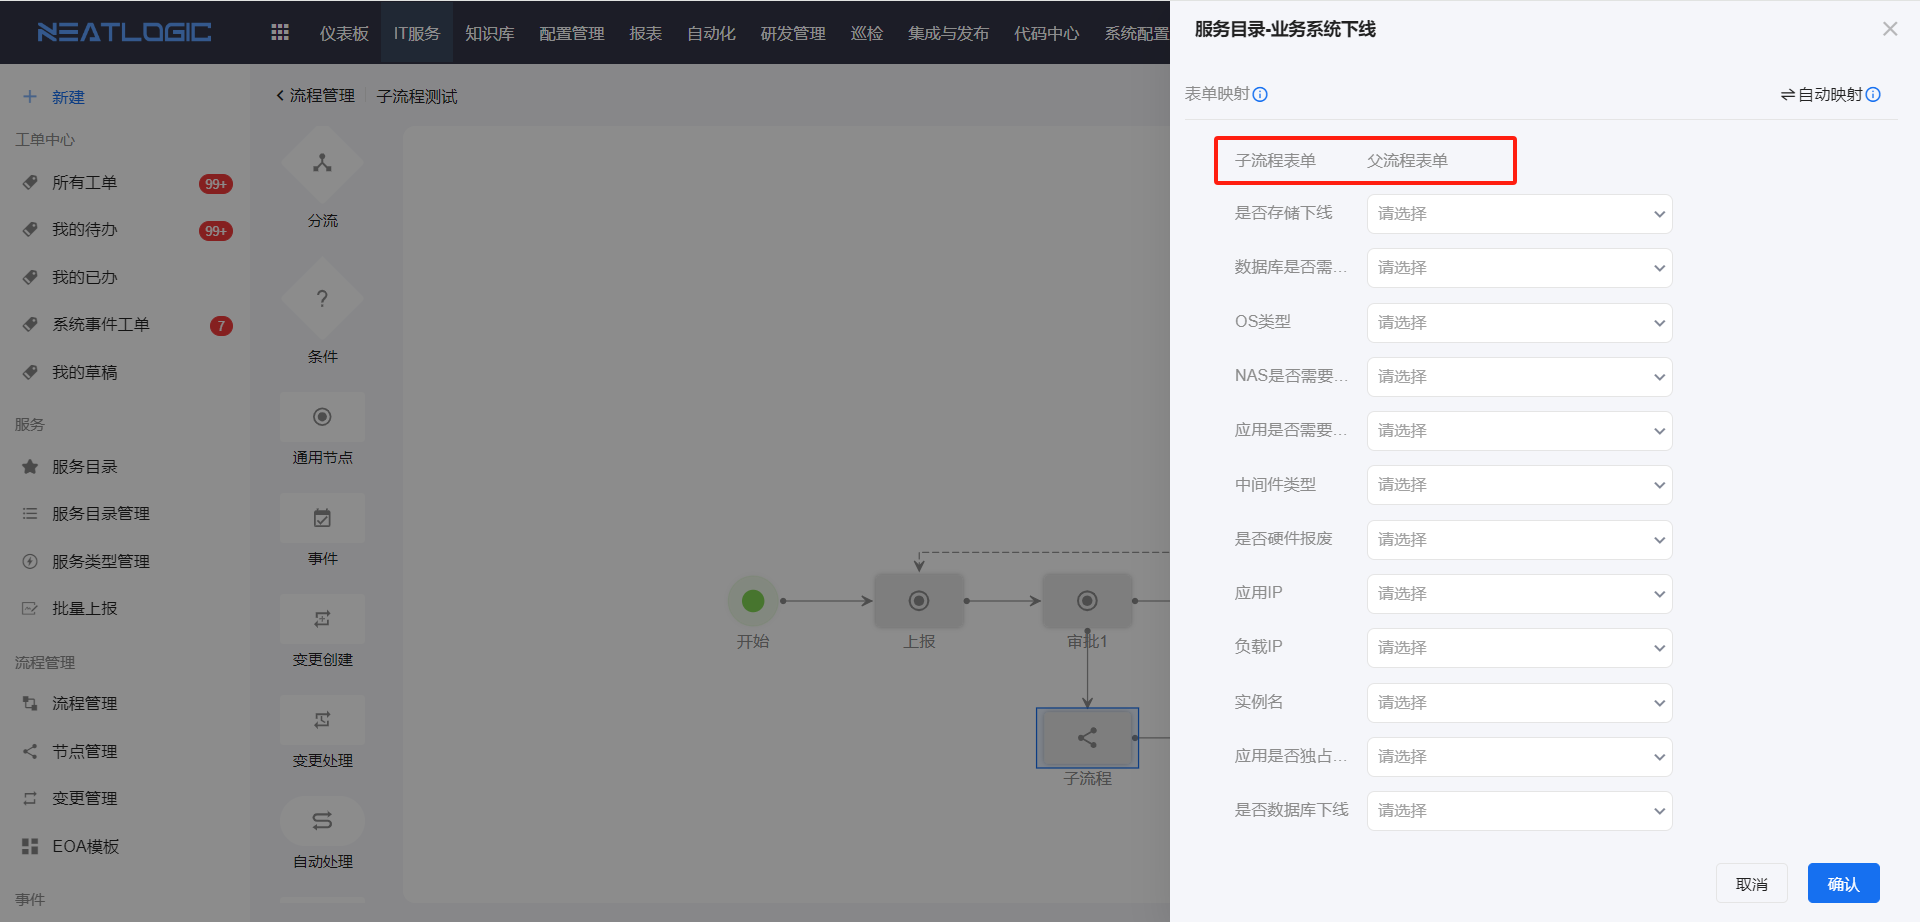 NEATLOGIC
仪表板
IT服务
知识库
配置管理
报表
自动化
研发管理
巡检
集成与发布
代码中心
系统配置
新建
工单中心
所有工单 99+
我的待办 99+
我的已办
系统事件工单 7
我的草稿
服务
服务目录
服务目录管理
服务类型管理
批量上报
流程管理
流程管理
节点管理
变更管理
EOA模板
事件
流程管理
子流程测试
分流
?
条件
通用节点
事件
变更创建
变更处理
自动处理
开始
上报
审批1
子流程
服务目录-业务系统下线
表单映射
自动映射
子流程表单 父流程表单
是否存储下线 请选择
数据库是否需... 请选择
OS类型 请选择
NAS是否需要... 请选择
应用是否需要... 请选择
中间件类型 请选择
是否硬件报废 请选择
应用IP 请选择
负载IP 请选择
实例名 请选择
应用是否独占... 请选择
是否数据库下线 请选择
取消
确认